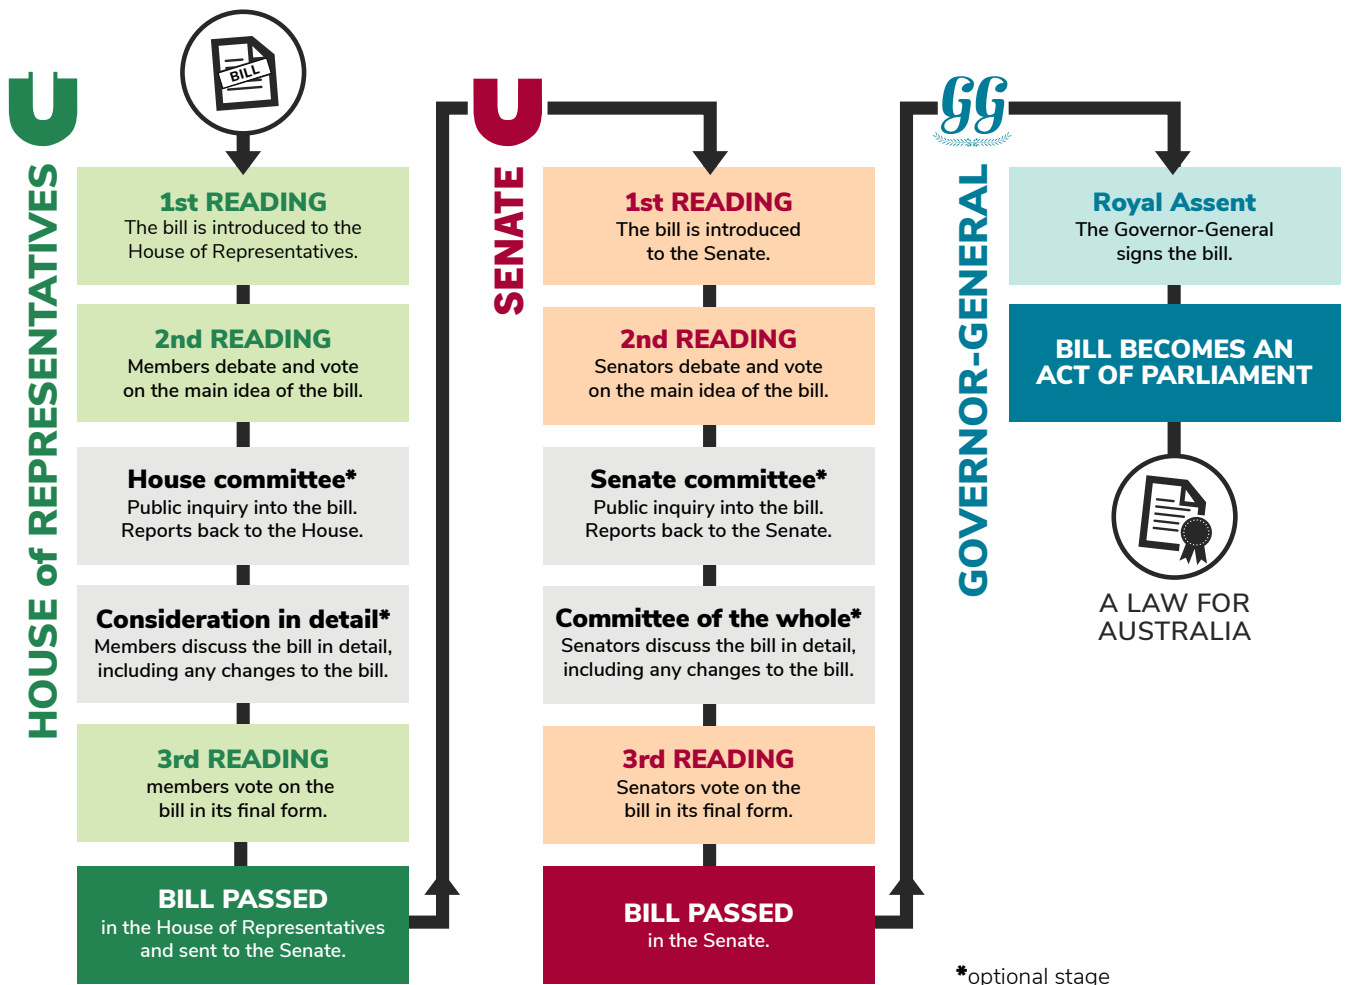 BILL
HOUSE of REPRESENTATIVES
1st READING
The bill is introduced to the
House of Representatives.
2nd READING
Members debate and vote
on the main idea of the bill.
House committee*
Public inquiry into the bill.
Reports back to the House.
Consideration in detail*
Members discuss the bill in detail,
including any changes to the bill.
3rd READING
members vote on the
bill in its final form.
BILL PASSED
in the House of Representatives
and sent to the Senate.
SENATE
1st READING
The bill is introduced
to the Senate.
2nd READING
Senators debate and vote
on the main idea of the bill.
Senate committee*
Public inquiry into the bill.
Reports back to the Senate.
Committee of the whole*
Senators discuss the bill in detail,
including any changes to the bill.
3rd READING
Senators vote on the
bill in its final form.
BILL PASSED
in the Senate.
GG
GOVERNOR-GENERAL
Royal Assent
The Governor-General
signs the bill.
BILL BECOMES AN
ACT OF PARLIAMENT
A LAW FOR
AUSTRALIA
*optional stage